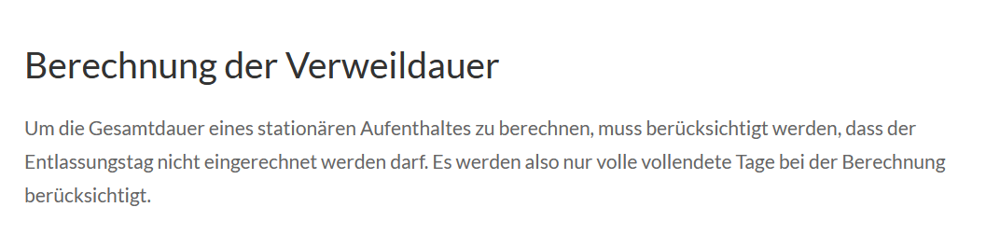 Berechnung der Verweildauer
Um die Gesamtdauer eines stationären Aufenthaltes zu berechnen, muss berücksichtigt werden, dass der
Entlassungstag nicht eingerechnet werden darf. Es werden also nur volle vollendete Tage bei der Berechnung
berücksichtigt.